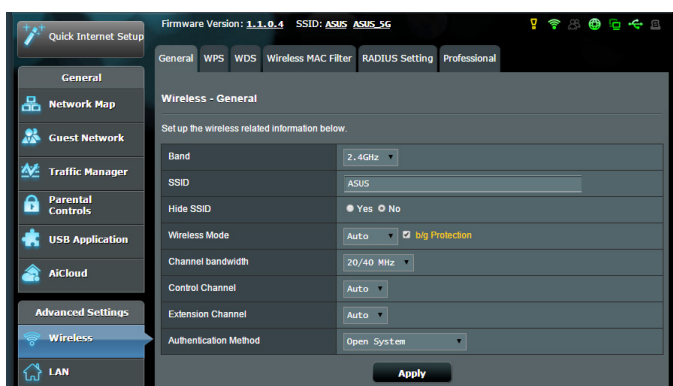 Quick Internet Setup
Firmware Version: 1.1.0.4 SSID: ASUS ASUS_5G
General WPS WDS Wireless MAC Filter RADIUS Setting Professional
General
Network Map
Guest Network
Traffic Manager
Parental
Controls
USB Application
AiCloud
Advanced Settings
Wireless
LAN
Wireless - General
Set up the wireless related information below.
Band 2.4GHz
SSID ASUS
Hide SSID Yes No
Wireless Mode Auto b/g Protection
Channel bandwidth 20/40 MHz
Control Channel Auto
Extension Channel Auto
Authentication Method Open System
Apply